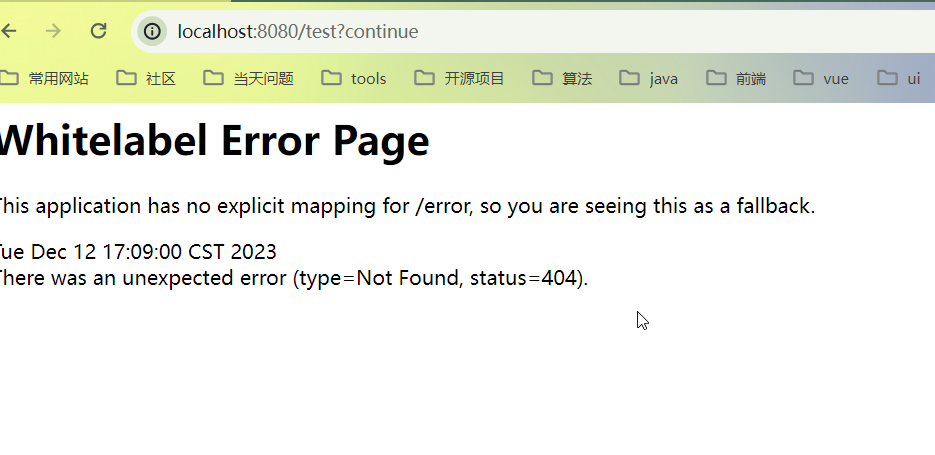 localhost:8080/test?continue
常用网站 社区 当天问题 tools 开源项目 算法 java 前端 vue ui
Whitelabel Error Page
This application has no explicit mapping for /error, so you are seeing this as a fallback.
Tue Dec 12 17:09:00 CST 2023
There was an unexpected error (type=Not Found, status=404).